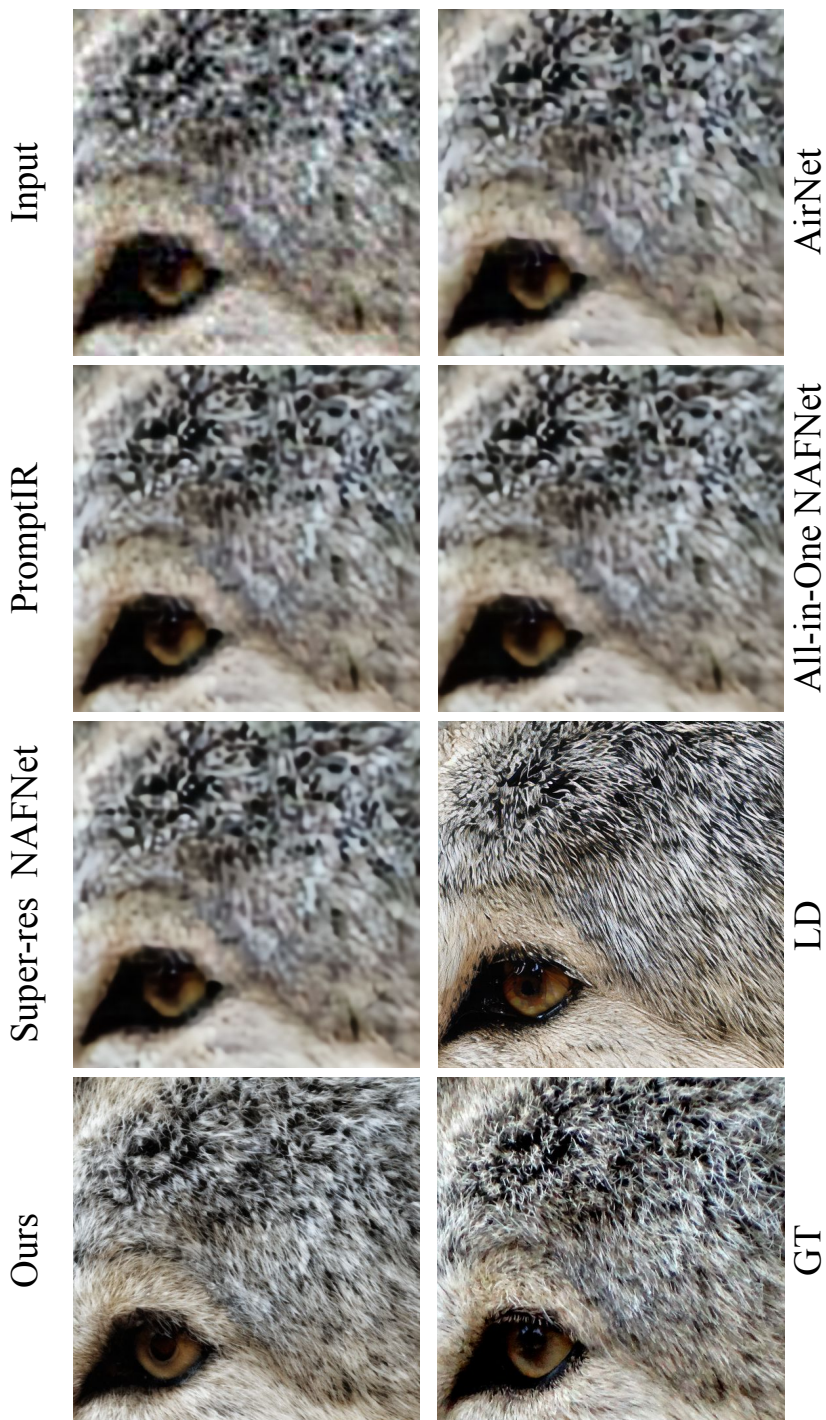 Input
AirNet
PromptIR
All-in-One NAFNet
Super-res NAFNet
LD
Ours
GT